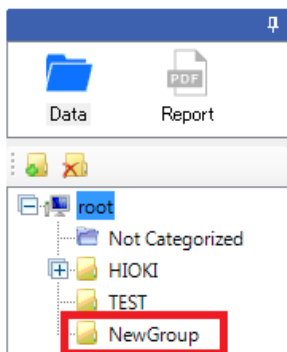 PDF
Data Report
root
Not Categorized
HIOKI
TEST
NewGroup